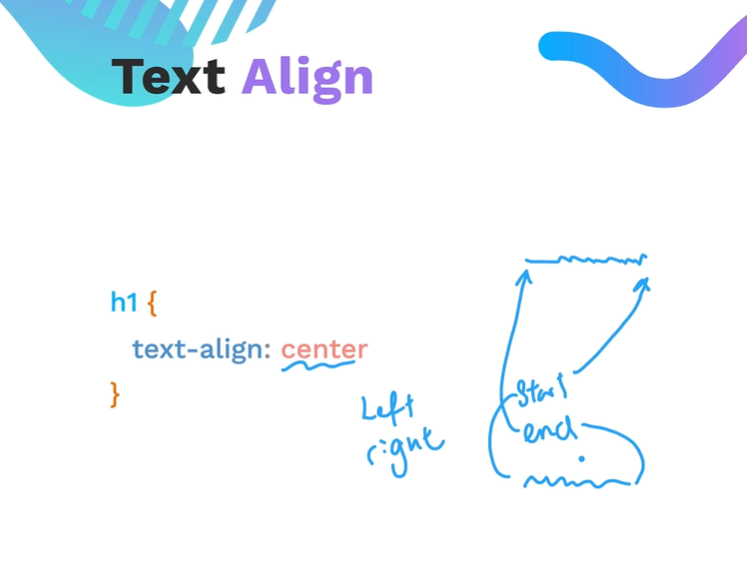 Text Align
h1 {
text-align: center
}
Left
right
start
end